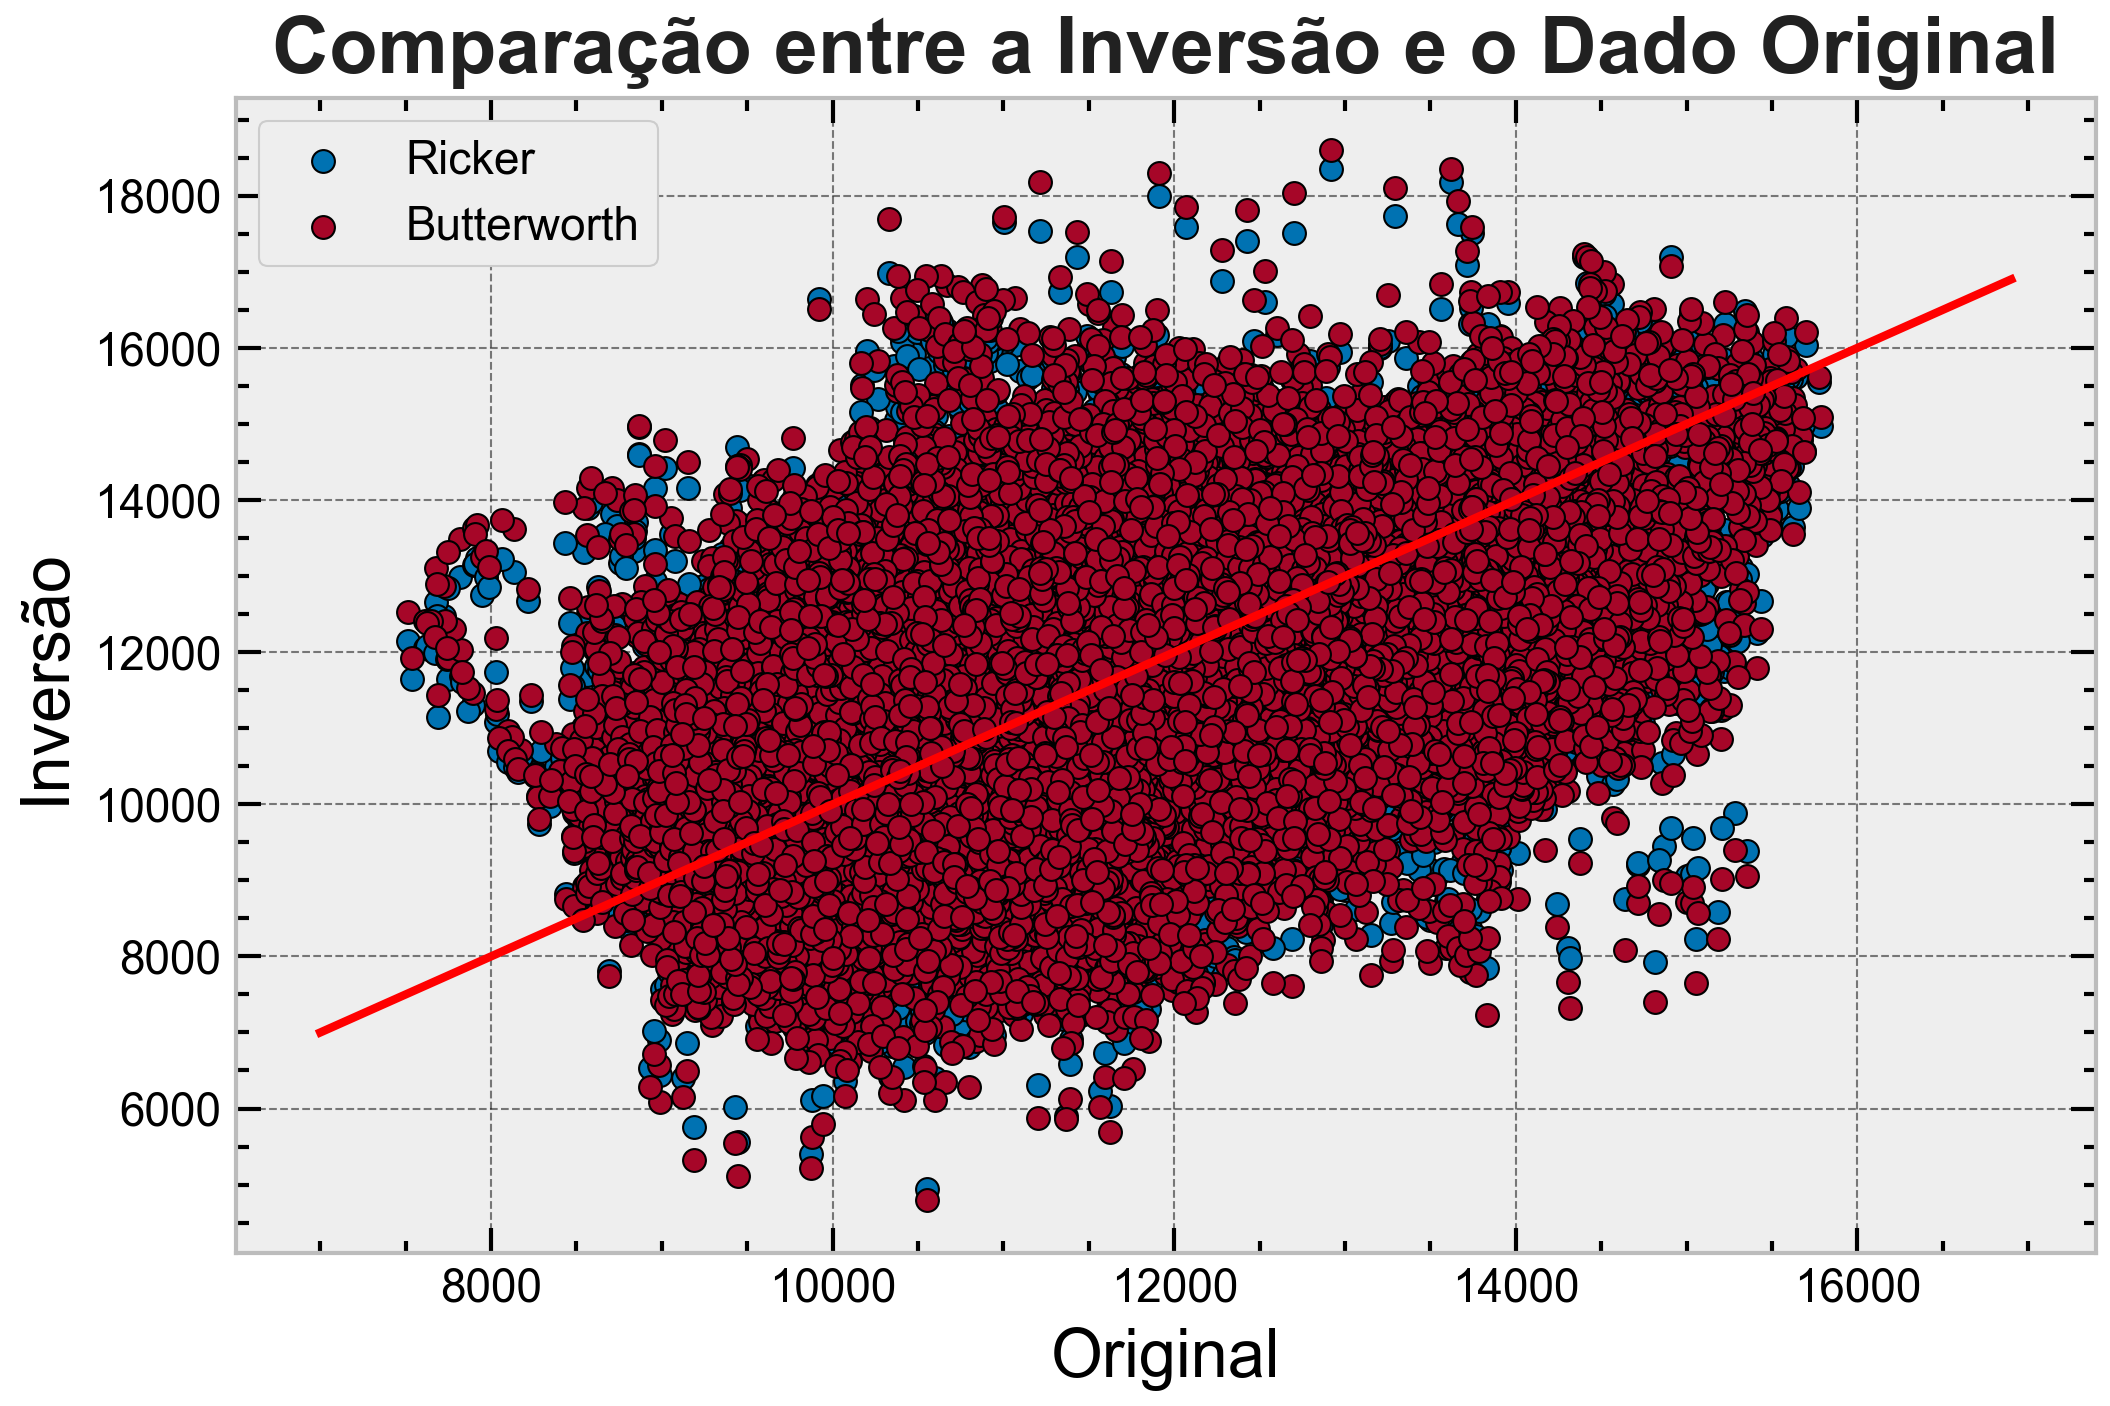 Comparação entre a Inversão e o Dado Original
Ricker
Butterworth
18000
16000
14000
12000
10000
8000
6000
Inversão
8000 10000 12000 14000 16000
Original